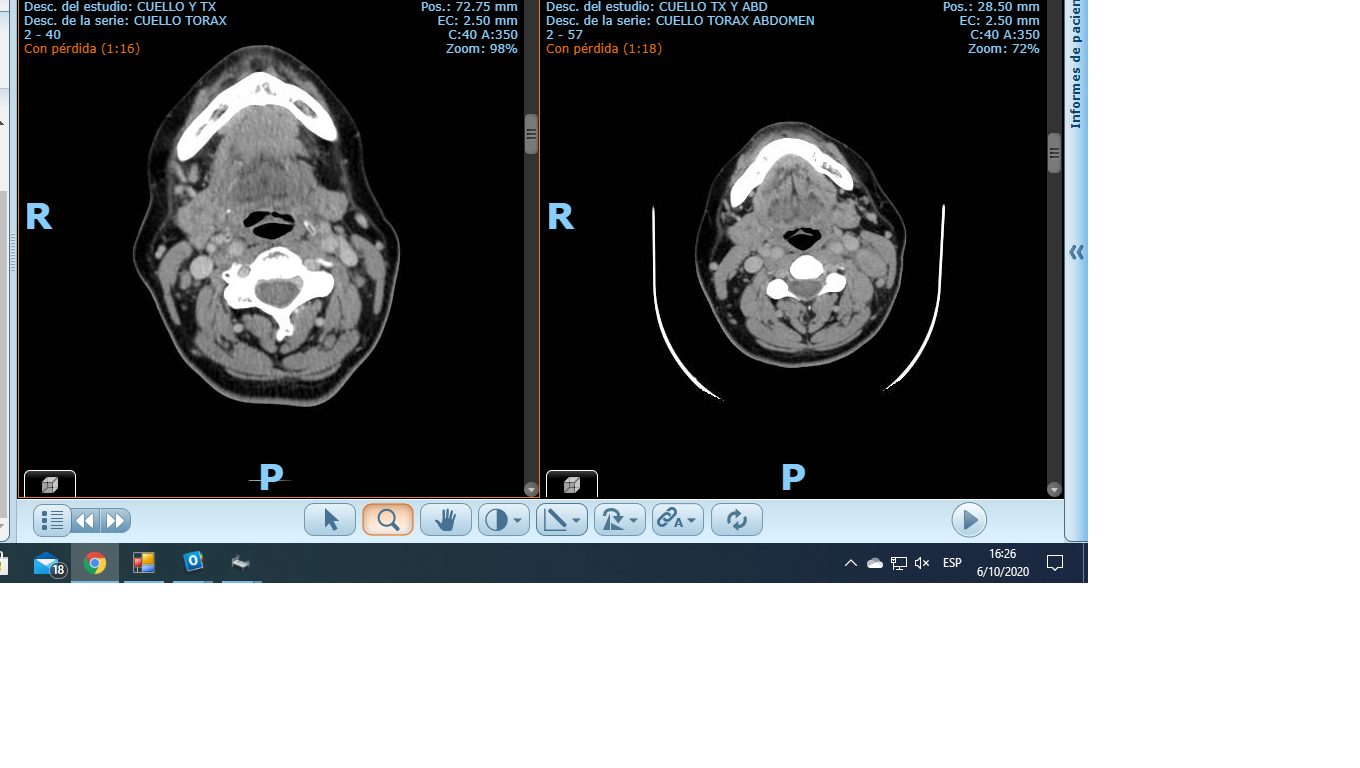 Desc. del estudio: CUELLO Y TX
Pos.: 72.75 mm
Desc. de la serie: CUELLO TORAX
EC: 2.50 mm
2 - 40
C:40 A:350
Con pérdida (1:16)
Zoom: 98%
R
P
Desc. del estudio: CUELLO TX Y ABD
Pos.: 28.50 mm
Desc. de la serie: CUELLO TORAX ABDOMEN
EC: 2.50 mm
2 - 57
C:40 A:350
Con pérdida (1:18)
Zoom: 72%
R
P
Informes de pacien
A
18
O
ESP
16:26
6/10/2020